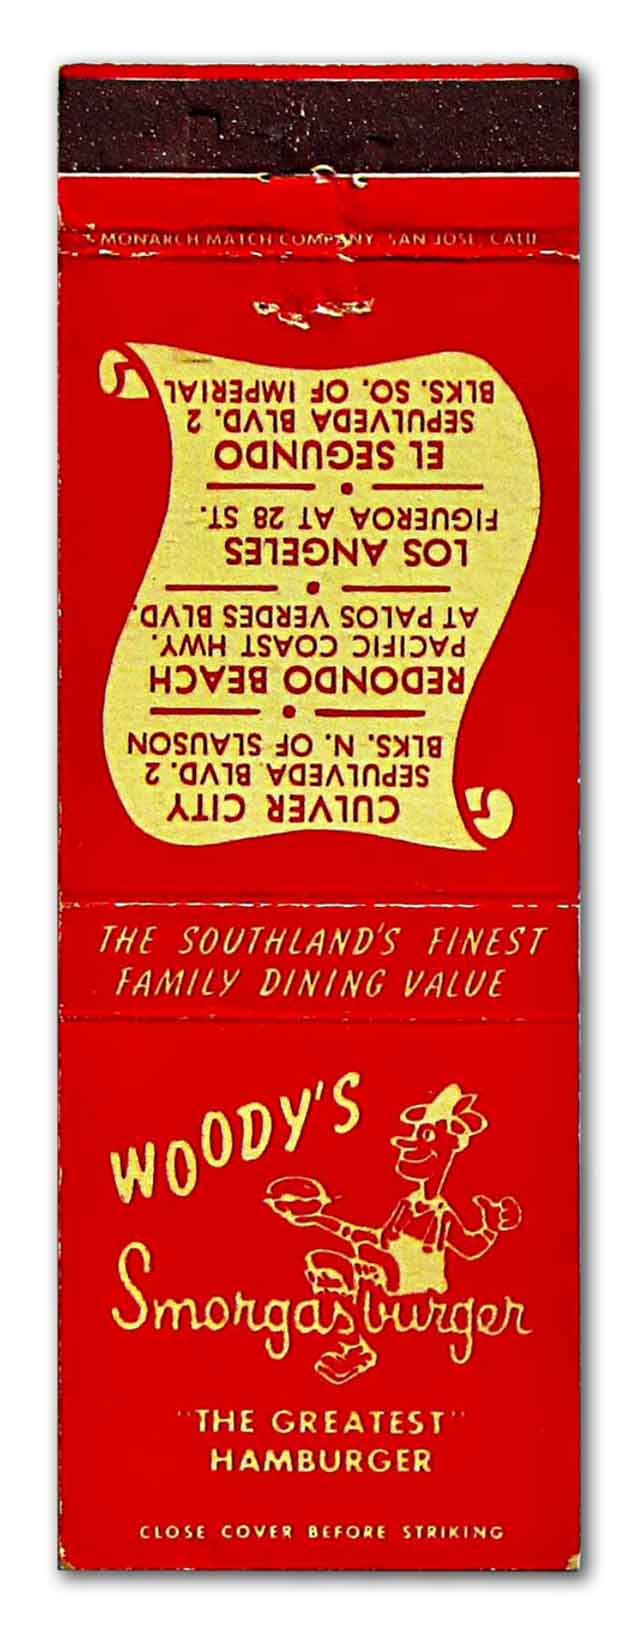 MONARCH MATCH COMPANY, SAN JOSE, CALIF.
CULVER CITY
SEPULVEDA BLVD. 2
BLKS. N. OF SLAUSON
REDONDO BEACH
PACIFIC COAST HWY.
AT PALOS VERDES BLVD.
LOS ANGELES
FIGUEROA AT 28 ST.
EL SEGUNDO
SEPULVEDA BLVD. 2
BLKS. SO. OF IMPERIAL
THE SOUTHLAND'S FINEST
FAMILY DINING VALUE
WOODY'S
Smorgasburger
"THE GREATEST"
HAMBURGER
CLOSE COVER BEFORE STRIKING